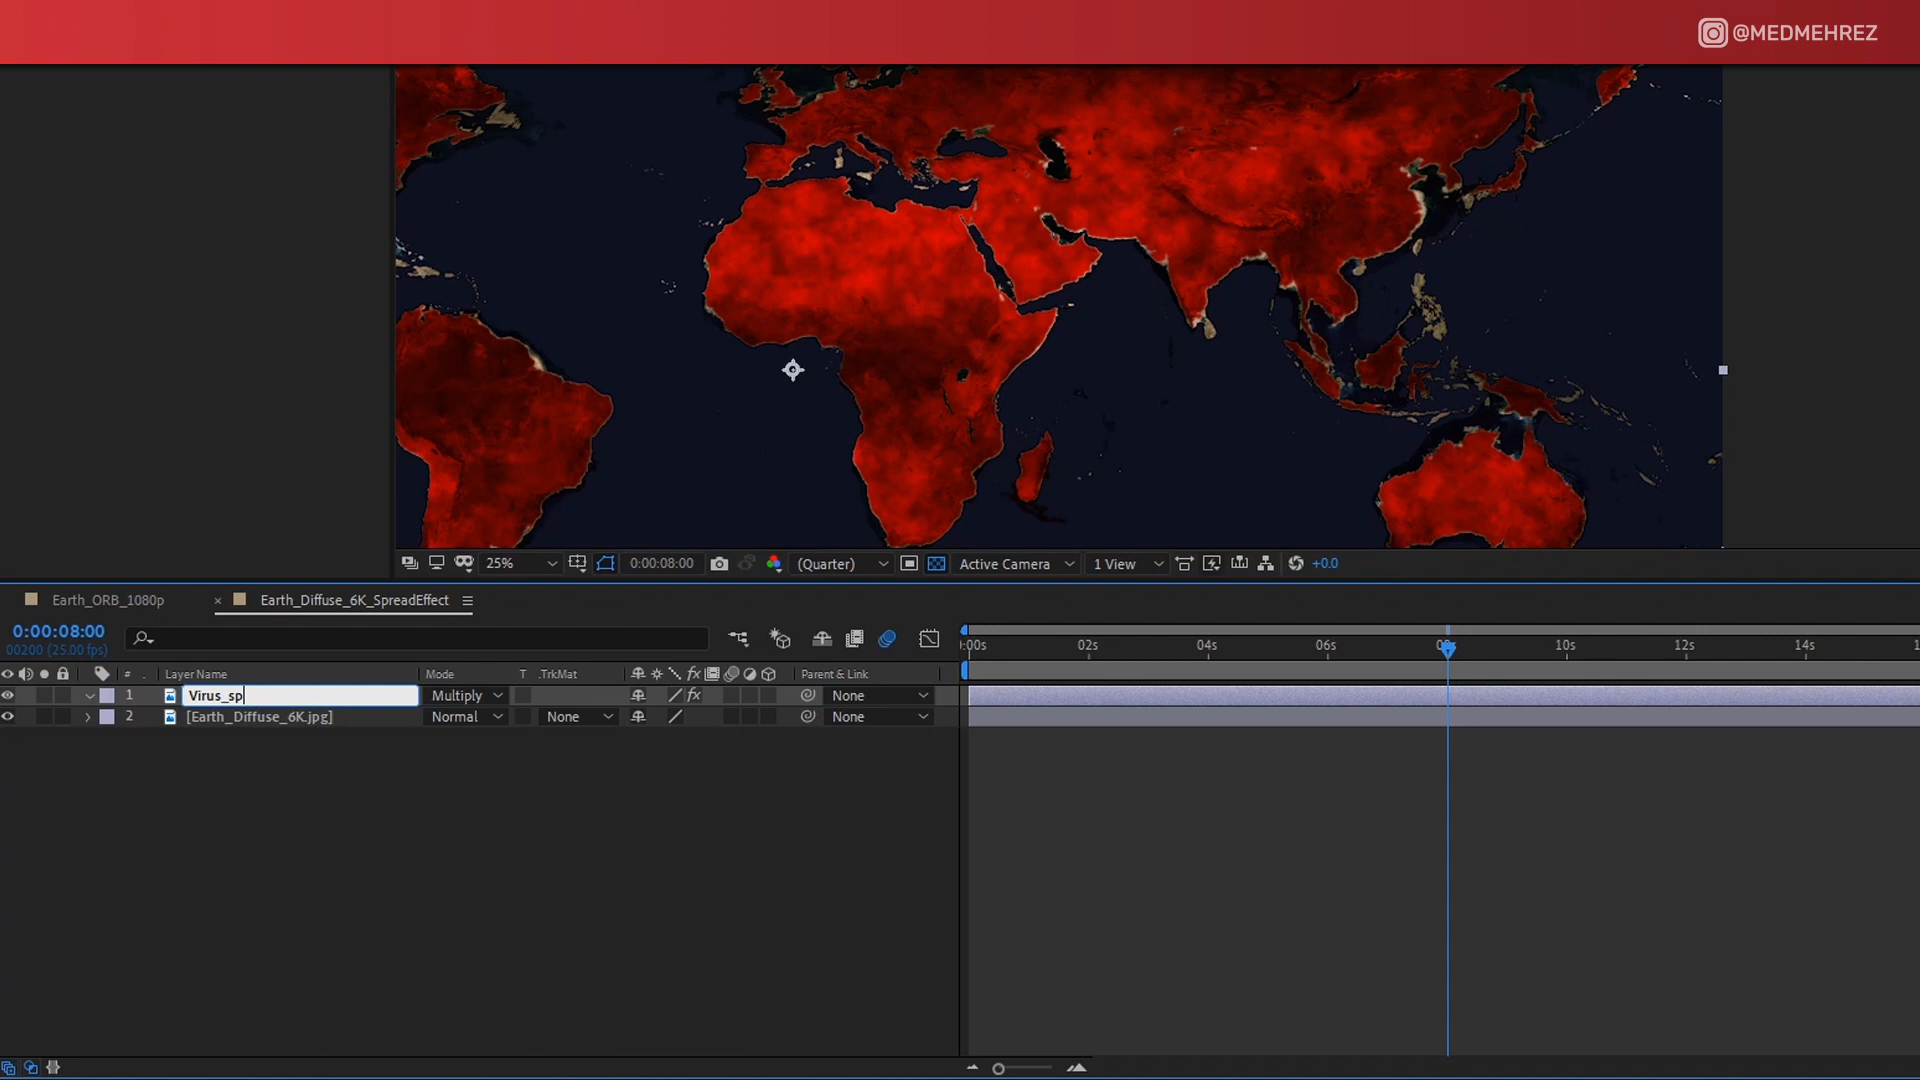 @MEDMEHREZ
25%
0:00:08:00
(Quarter)
Active Camera
1 View
+0.0
Earth_ORB_1080p
× Earth_Diffuse_6K_SpreadEffect
0:00:08:00
00200 (25.00 fps)
:00s 02s 04s 06s 10s 12s 14s
# . Layer Name Mode T .TrkMat fx Parent & Link
1 Virus_sp Multiply fx None
2 [Earth_Diffuse_6K.jpg] Normal None None